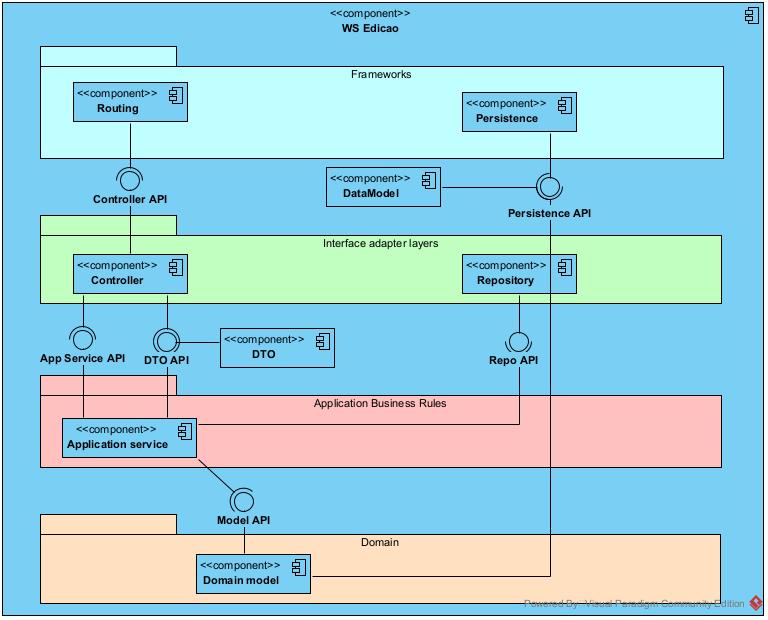 <<component>>
WS Edicao
Frameworks
<<component>>
Routing
<<component>>
Persistence
<<component>>
DataModel
Controller API
Persistence API
Interface adapter layers
<<component>>
Controller
<<component>>
Repository
<<component>>
DTO
App Service API
DTO API
Repo API
Application Business Rules
<<component>>
Application service
Model API
Domain
<<component>>
Domain model
Powered By: Visual Paradigm Community Edition